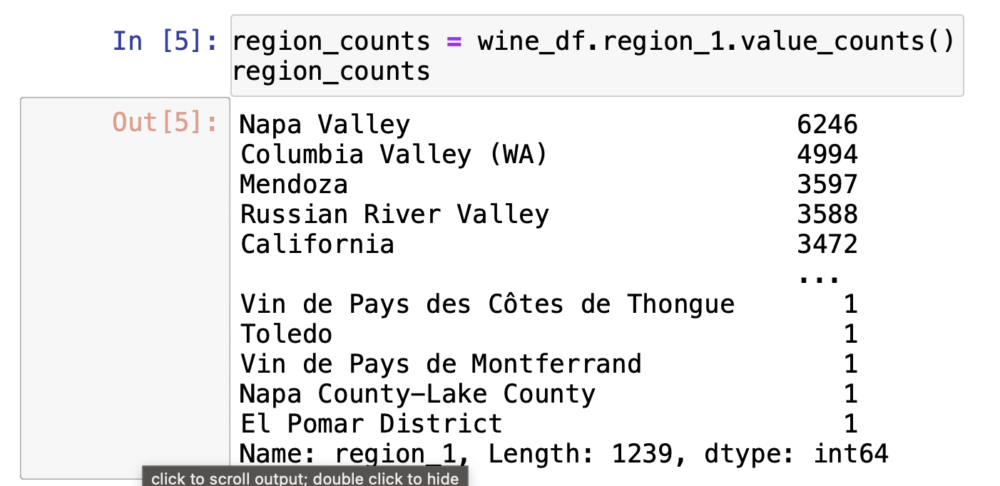 In [5]: region_counts = wine_df.region_1.value_counts()
region_counts
Out[5]: Napa Valley 6246
Columbia Valley (WA) 4994
Mendoza 3597
Russian River Valley 3588
California 3472
...
Vin de Pays des Côtes de Thongue 1
Toledo 1
Vin de Pays de Montferrand 1
Napa County–Lake County 1
El Pomar District 1
Name: region_1, Length: 1239, dtype: int64
click to scroll output; double click to hide